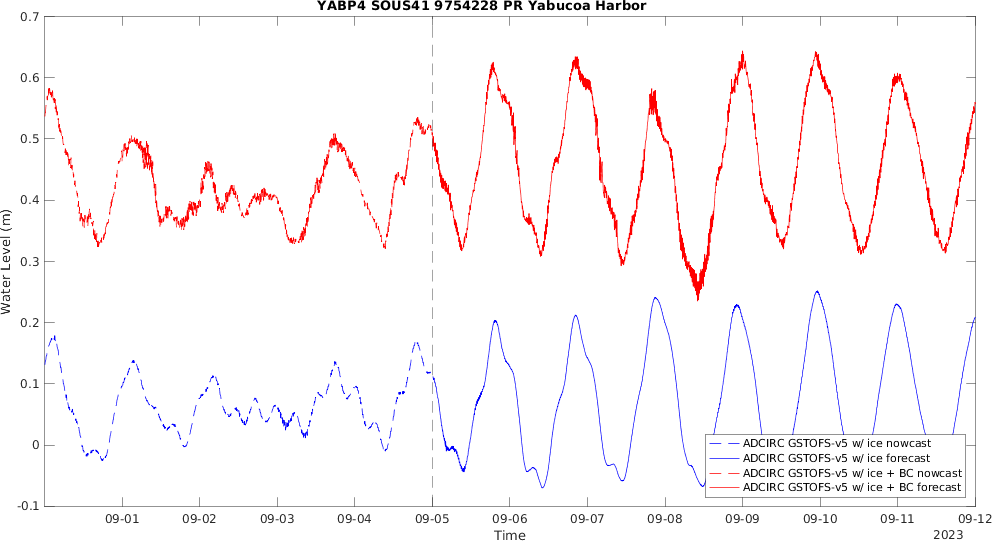 YABP4 SOUS41 9754228 PR Yabucoa Harbor
0.7
0.6
0.5
0.4
0.3
0.2
0.1
0
-0.1
Water Level (m)
ADCIRC GSTOFS-v5 w/ ice nowcast
ADCIRC GSTOFS-v5 w/ ice forecast
ADCIRC GSTOFS-v5 w/ ice + BC nowcast
ADCIRC GSTOFS-v5 w/ ice + BC forecast
09-01 09-02 09-03 09-04 09-05 09-06 09-07 09-08 09-09 09-10 09-11 09-12
Time
2023